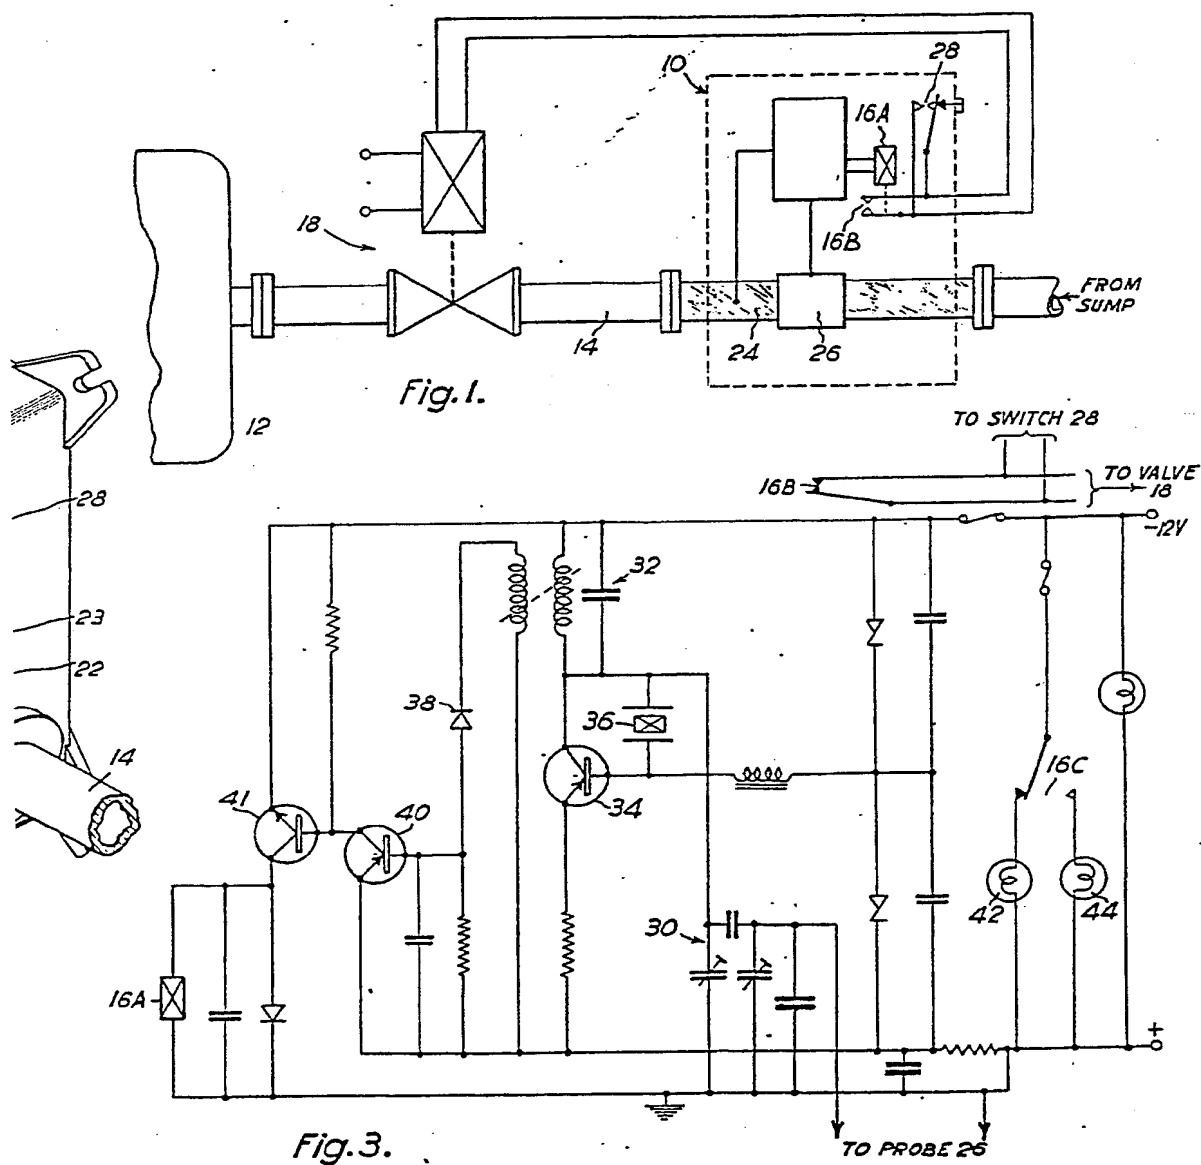 10
28
16A
16B
18
FROM
SUMP
14
24
26
Fig.1.
12
28
23
22
14
TO SWITCH 28
16B
TO VALVE
18
-12V
32
38
36
34
16C
41
40
42
44
30
16A
+
Fig.3.
TO PROBE 26